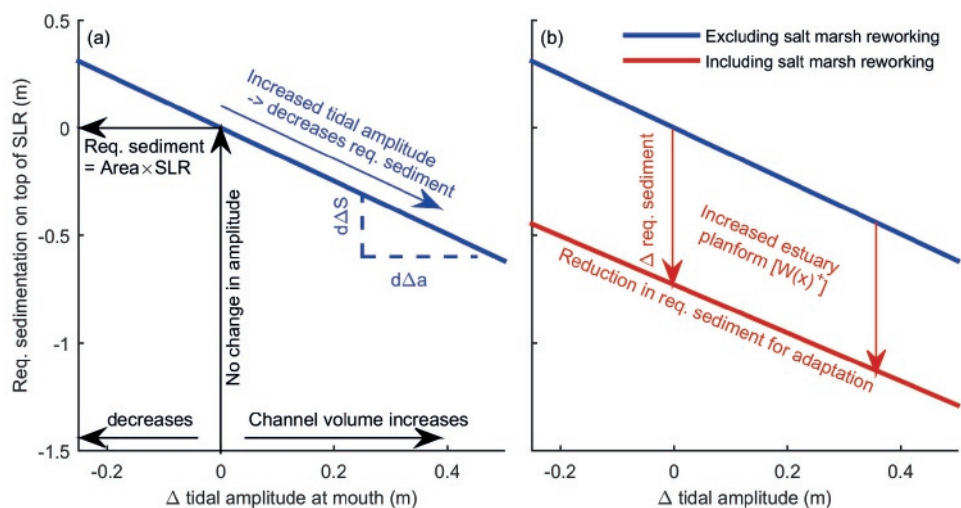 (a)
Req. sedimentation on top of SLR (m)
0.5
0
-0.5
-1
-1.5
Increased tidal amplitude
-> decreases req. sediment
Req. sediment
= Area×SLR
No change in amplitude
dΔS
dΔa
decreases
Channel volume increases
-0.2
0
0.2
0.4
Δ tidal amplitude at mouth (m)
(b)
Excluding salt marsh reworking
Including salt marsh reworking
Δ req. sediment
Increased estuary
planform [W(x)⁺]
Reduction in req. sediment for adaptation
-0.2
0
0.2
0.4
Δ tidal amplitude (m)